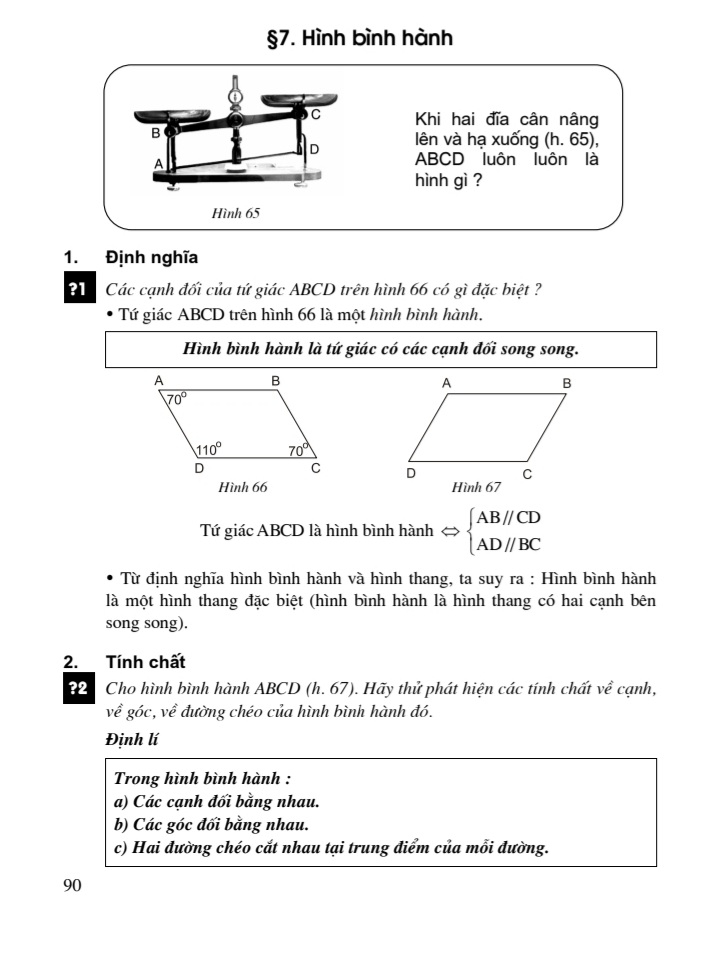 §7. Hình bình hành
B
A
C
D
Hình 65
Khi hai đĩa cân nâng
lên và hạ xuống (h. 65),
ABCD luôn luôn là
hình gì ?
1. Định nghĩa
?1 Các cạnh đối của tứ giác ABCD trên hình 66 có gì đặc biệt ?
• Tứ giác ABCD trên hình 66 là một hình bình hành.
Hình bình hành là tứ giác có các cạnh đối song song.
A B
70°
110° 70°
D C
Hình 66
A B
D C
Hình 67
Tứ giác ABCD là hình bình hành ⇔ { AB // CD
AD // BC
• Từ định nghĩa hình bình hành và hình thang, ta suy ra : Hình bình hành
là một hình thang đặc biệt (hình bình hành là hình thang có hai cạnh bên
song song).
2. Tính chất
?2 Cho hình bình hành ABCD (h. 67). Hãy thử phát hiện các tính chất về cạnh,
về góc, về đường chéo của hình bình hành đó.
Định lí
Trong hình bình hành :
a) Các cạnh đối bằng nhau.
b) Các góc đối bằng nhau.
c) Hai đường chéo cắt nhau tại trung điểm của mỗi đường.
90